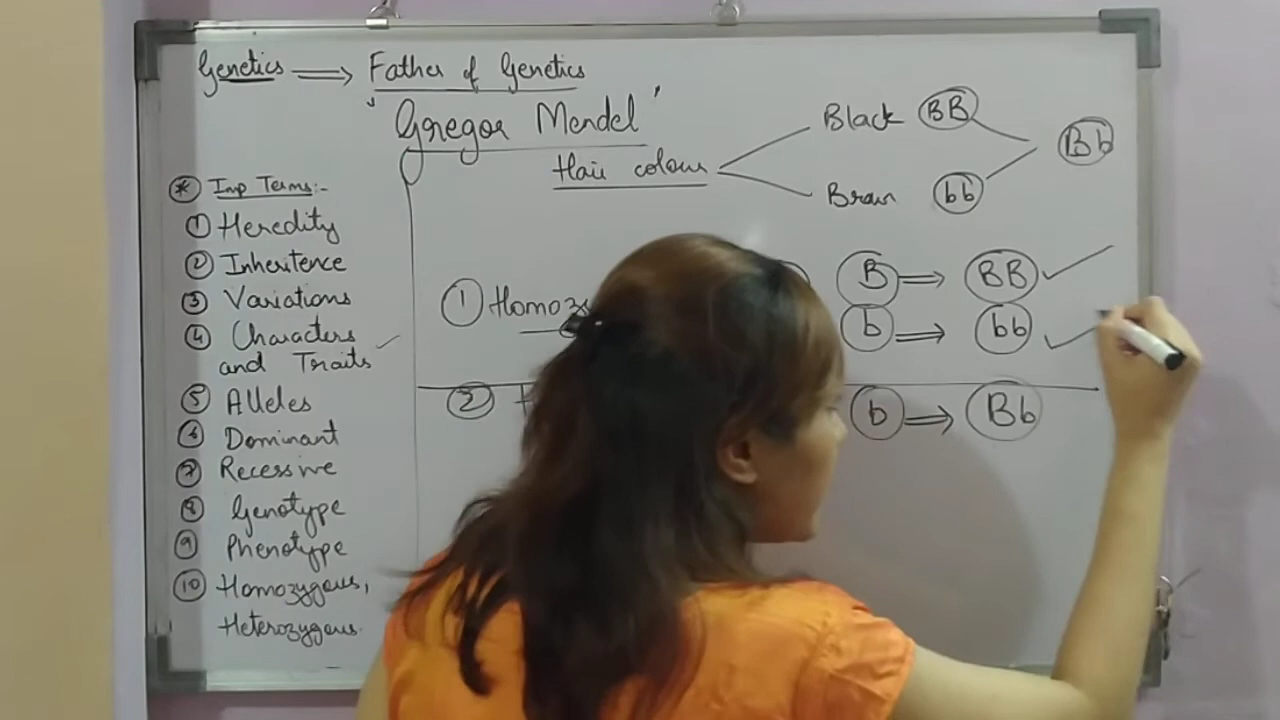 Genetics ⟹ Father of Genetics
'Gregor Mendel'
Hair colour
Black BB
Brown bb
Bb
* Imp Terms:-
① Heredity
② Inheritence
③ Variations
④ Characters
and Traits ✓
⑤ Alleles
⑥ Dominant
⑦ Recessive
⑧ Genotype
⑨ Phenotype
⑩ Homozygous,
Heterozygous.
① Homozy
B ⟹ BB ✓
b ⟹ bb ✓
②
b ⟹ Bb